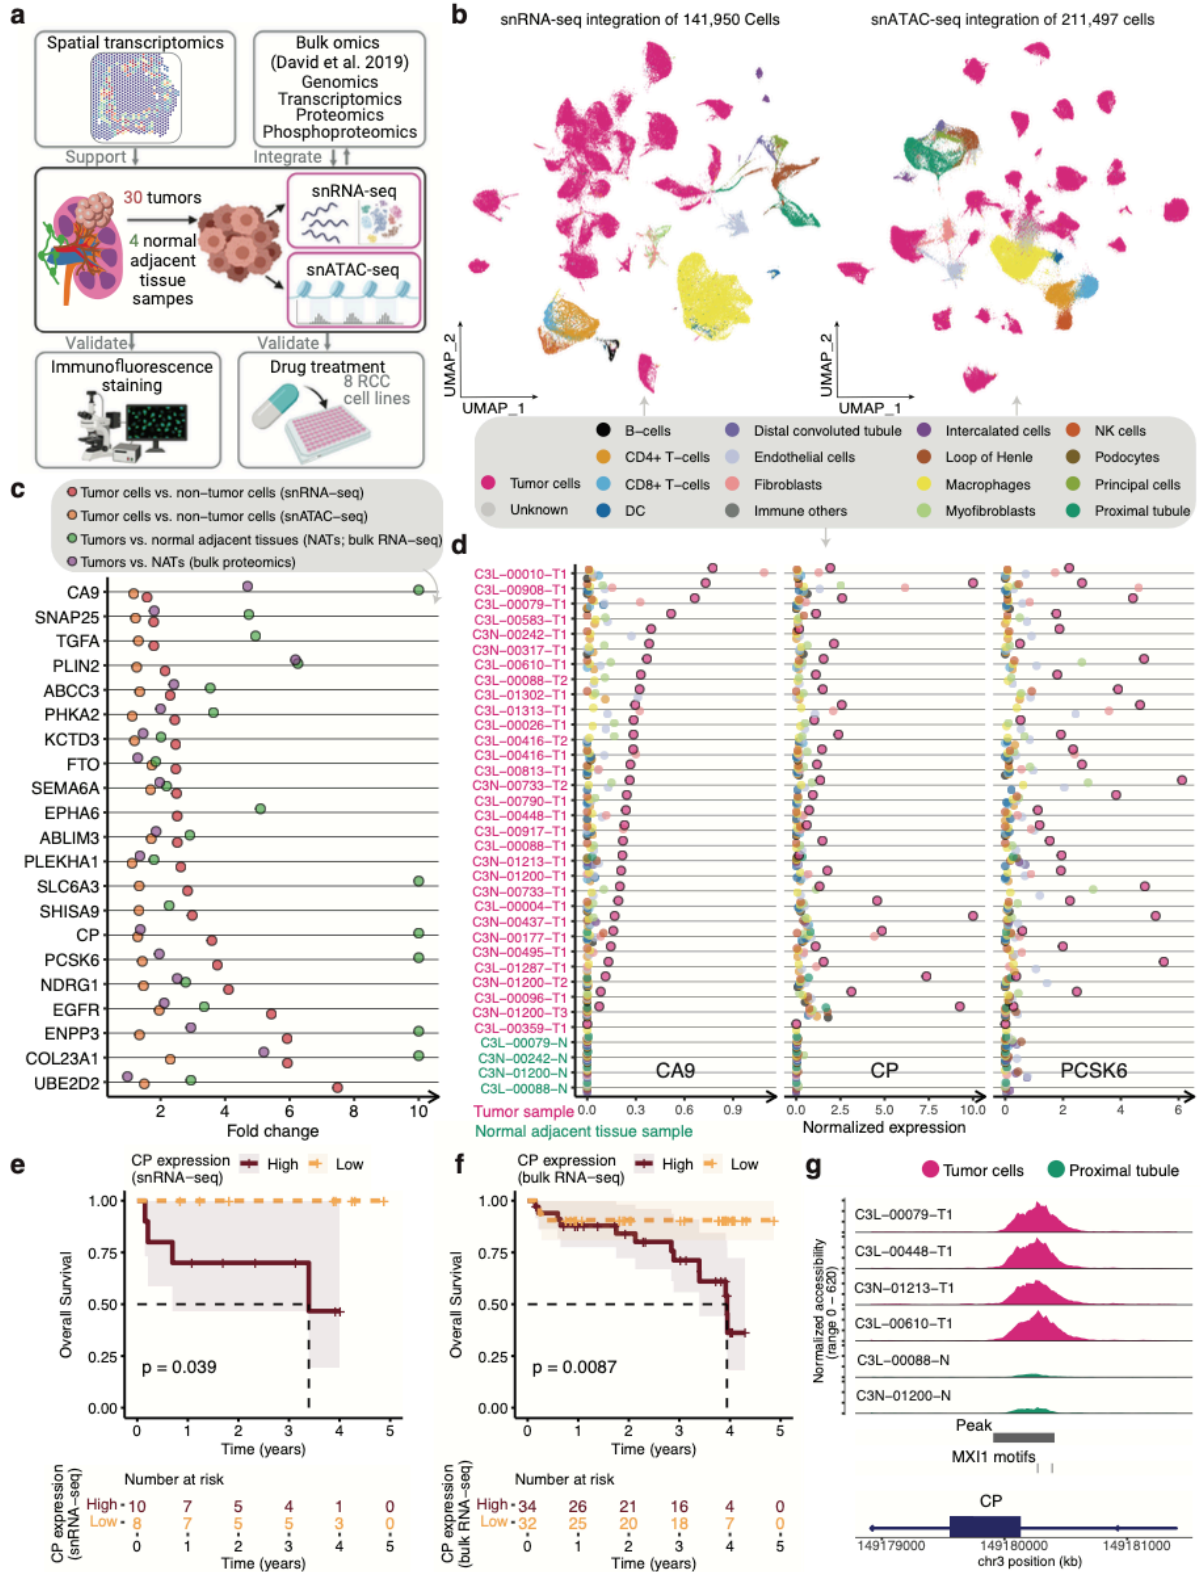 a
Spatial transcriptomics
Bulk omics
(David et al. 2019)
Genomics
Transcriptomics
Proteomics
Phosphoproteomics
Support
Integrate
30 tumors
4 normal
adjacent
tissue
sampes
snRNA-seq
snATAC-seq
Validate
Validate
Immunofluorescence
staining
Drug treatment
8 RCC
cell lines
b
snRNA-seq integration of 141,950 Cells
snATAC-seq integration of 211,497 cells
UMAP_2
UMAP_1
UMAP_2
UMAP_1
Tumor cells
Unknown
B-cells
CD4+ T-cells
CD8+ T-cells
DC
Distal convoluted tubule
Endothelial cells
Fibroblasts
Immune others
Intercalated cells
Loop of Henle
Macrophages
Myofibroblasts
NK cells
Podocytes
Principal cells
Proximal tubule
c
Tumor cells vs. non-tumor cells (snRNA-seq)
Tumor cells vs. non-tumor cells (snATAC-seq)
Tumors vs. normal adjacent tissues (NATs; bulk RNA-seq)
Tumors vs. NATs (bulk proteomics)
CA9
SNAP25
TGFA
PLIN2
ABCC3
PHKA2
KCTD3
FTO
SEMA6A
EPHA6
ABLIM3
PLEKHA1
SLC6A3
SHISA9
CP
PCSK6
NDRG1
EGFR
ENPP3
COL23A1
UBE2D2
2 4 6 8 10
Fold change
d
C3L-00010-T1
C3L-00908-T1
C3L-00079-T1
C3L-00583-T1
C3N-00242-T1
C3N-00317-T1
C3L-00610-T1
C3L-00088-T2
C3L-01302-T1
C3L-01313-T1
C3L-00026-T1
C3L-00416-T2
C3L-00416-T1
C3L-00813-T1
C3N-00733-T2
C3L-00790-T1
C3L-00448-T1
C3L-00917-T1
C3L-00088-T1
C3N-01213-T1
C3N-01200-T1
C3N-00733-T1
C3L-00004-T1
C3N-00437-T1
C3N-00177-T1
C3N-00495-T1
C3L-01287-T1
C3N-01200-T2
C3L-00096-T1
C3N-01200-T3
C3L-00359-T1
C3L-00079-N
C3N-00242-N
C3N-01200-N
C3L-00088-N
CA9
CP
PCSK6
0.0 0.3 0.6 0.9
0.0 2.5 5.0 7.5 10.0
0 2 4 6
Tumor sample
Normal adjacent tissue sample
Normalized expression
e
CP expression
(snRNA-seq)
High
Low
Overall Survival
1.00
0.75
0.50
0.25
0.00
p = 0.039
0 1 2 3 4 5
Time (years)
Number at risk
CP expression
(snRNA-seq)
High 10 7 5 4 1 0
Low 8 7 5 5 3 0
0 1 2 3 4 5
Time (years)
f
CP expression
(bulk RNA-seq)
High
Low
Overall Survival
1.00
0.75
0.50
0.25
0.00
p = 0.0087
0 1 2 3 4 5
Time (years)
Number at risk
CP expression
(bulk RNA-seq)
High 34 26 21 16 4 0
Low 32 25 20 18 7 0
0 1 2 3 4 5
Time (years)
g
Tumor cells
Proximal tubule
Normalized accessibility
(range 0 - 620)
C3L-00079-T1
C3L-00448-T1
C3N-01213-T1
C3L-00610-T1
C3L-00088-N
C3N-01200-N
Peak
MXI1 motifs
CP
149179000 149180000 149181000
chr3 position (kb)